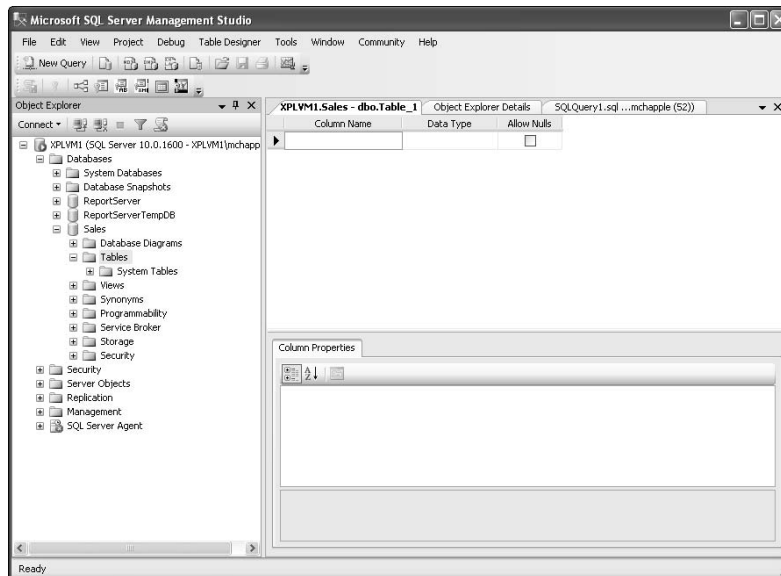 Microsoft SQL Server Management Studio
File Edit View Project Debug Table Designer Tools Window Community Help
New Query
Object Explorer
Connect
XPLVM1 (SQL Server 10.0.1600 - XPLVM1\mchapp
Databases
System Databases
Database Snapshots
ReportServer
ReportServerTempDB
Sales
Database Diagrams
Tables
System Tables
Views
Synonyms
Programmability
Service Broker
Storage
Security
Security
Server Objects
Replication
Management
SQL Server Agent
XPLVM1.Sales - dbo.Table_1 Object Explorer Details SQLQuery1.sql ...mchapple (52))
Column Name Data Type Allow Nulls
Column Properties
Ready